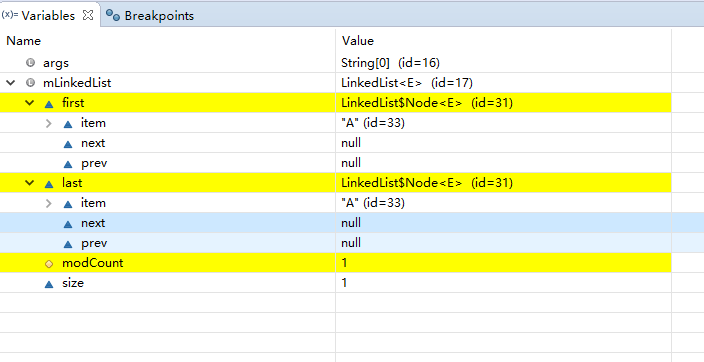 (x)= Variables Breakpoints
Name Value
args String[0] (id=16)
mLinkedList LinkedList<E> (id=17)
first LinkedList$Node<E> (id=31)
item "A" (id=33)
next null
prev null
last LinkedList$Node<E> (id=31)
item "A" (id=33)
next null
prev null
modCount 1
size 1